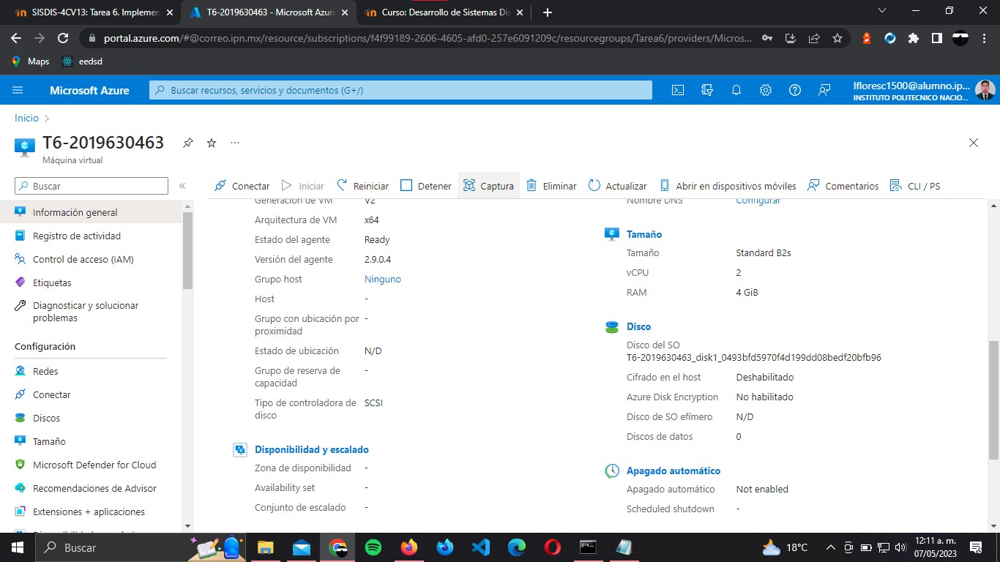 SISDIS-4CV13: Tarea 6. Implemen
T6-2019630463 - Microsoft Azure
Curso: Desarrollo de Sistemas Dis
portal.azure.com/#@correo.ipn.mx/resource/subscriptions/f4f99189-2606-4605-afd0-257e6091209c/resourcegroups/Tarea6/providers/Micros...
Maps
eedsd
Microsoft Azure
Buscar recursos, servicios y documentos (G+/)
lfloresc1500@alumno.ip...
INSTITUTO POLITECNICO NACIO...
Inicio
T6-2019630463
Máquina virtual
Buscar
Conectar
Iniciar
Reiniciar
Detener
Captura
Eliminar
Actualizar
Abrir en dispositivos móviles
Comentarios
CLI / PS
Información general
Registro de actividad
Control de acceso (IAM)
Etiquetas
Diagnosticar y solucionar
problemas
Configuración
Redes
Conectar
Discos
Tamaño
Microsoft Defender for Cloud
Recomendaciones de Advisor
Extensiones + aplicaciones
Generación de VM V2
Arquitectura de VM x64
Estado del agente Ready
Versión del agente 2.9.0.4
Grupo host Ninguno
Host -
Grupo con ubicación por -
proximidad
Estado de ubicación N/D
Grupo de reserva de -
capacidad
Tipo de controladora de SCSI
disco
Disponibilidad y escalado
Zona de disponibilidad -
Availability set -
Conjunto de escalado -
Nombre DNS Configurar
Tamaño
Tamaño Standard B2s
vCPU 2
RAM 4 GiB
Disco
Disco del SO
T6-2019630463_disk1_0493bfd5970f4d199dd08bedf20bfb96
Cifrado en el host Deshabilitado
Azure Disk Encryption No habilitado
Disco de SO efímero N/D
Discos de datos 0
Apagado automático
Apagado automático Not enabled
Scheduled shutdown -
Buscar
18°C
12:11 a. m.
07/05/2023